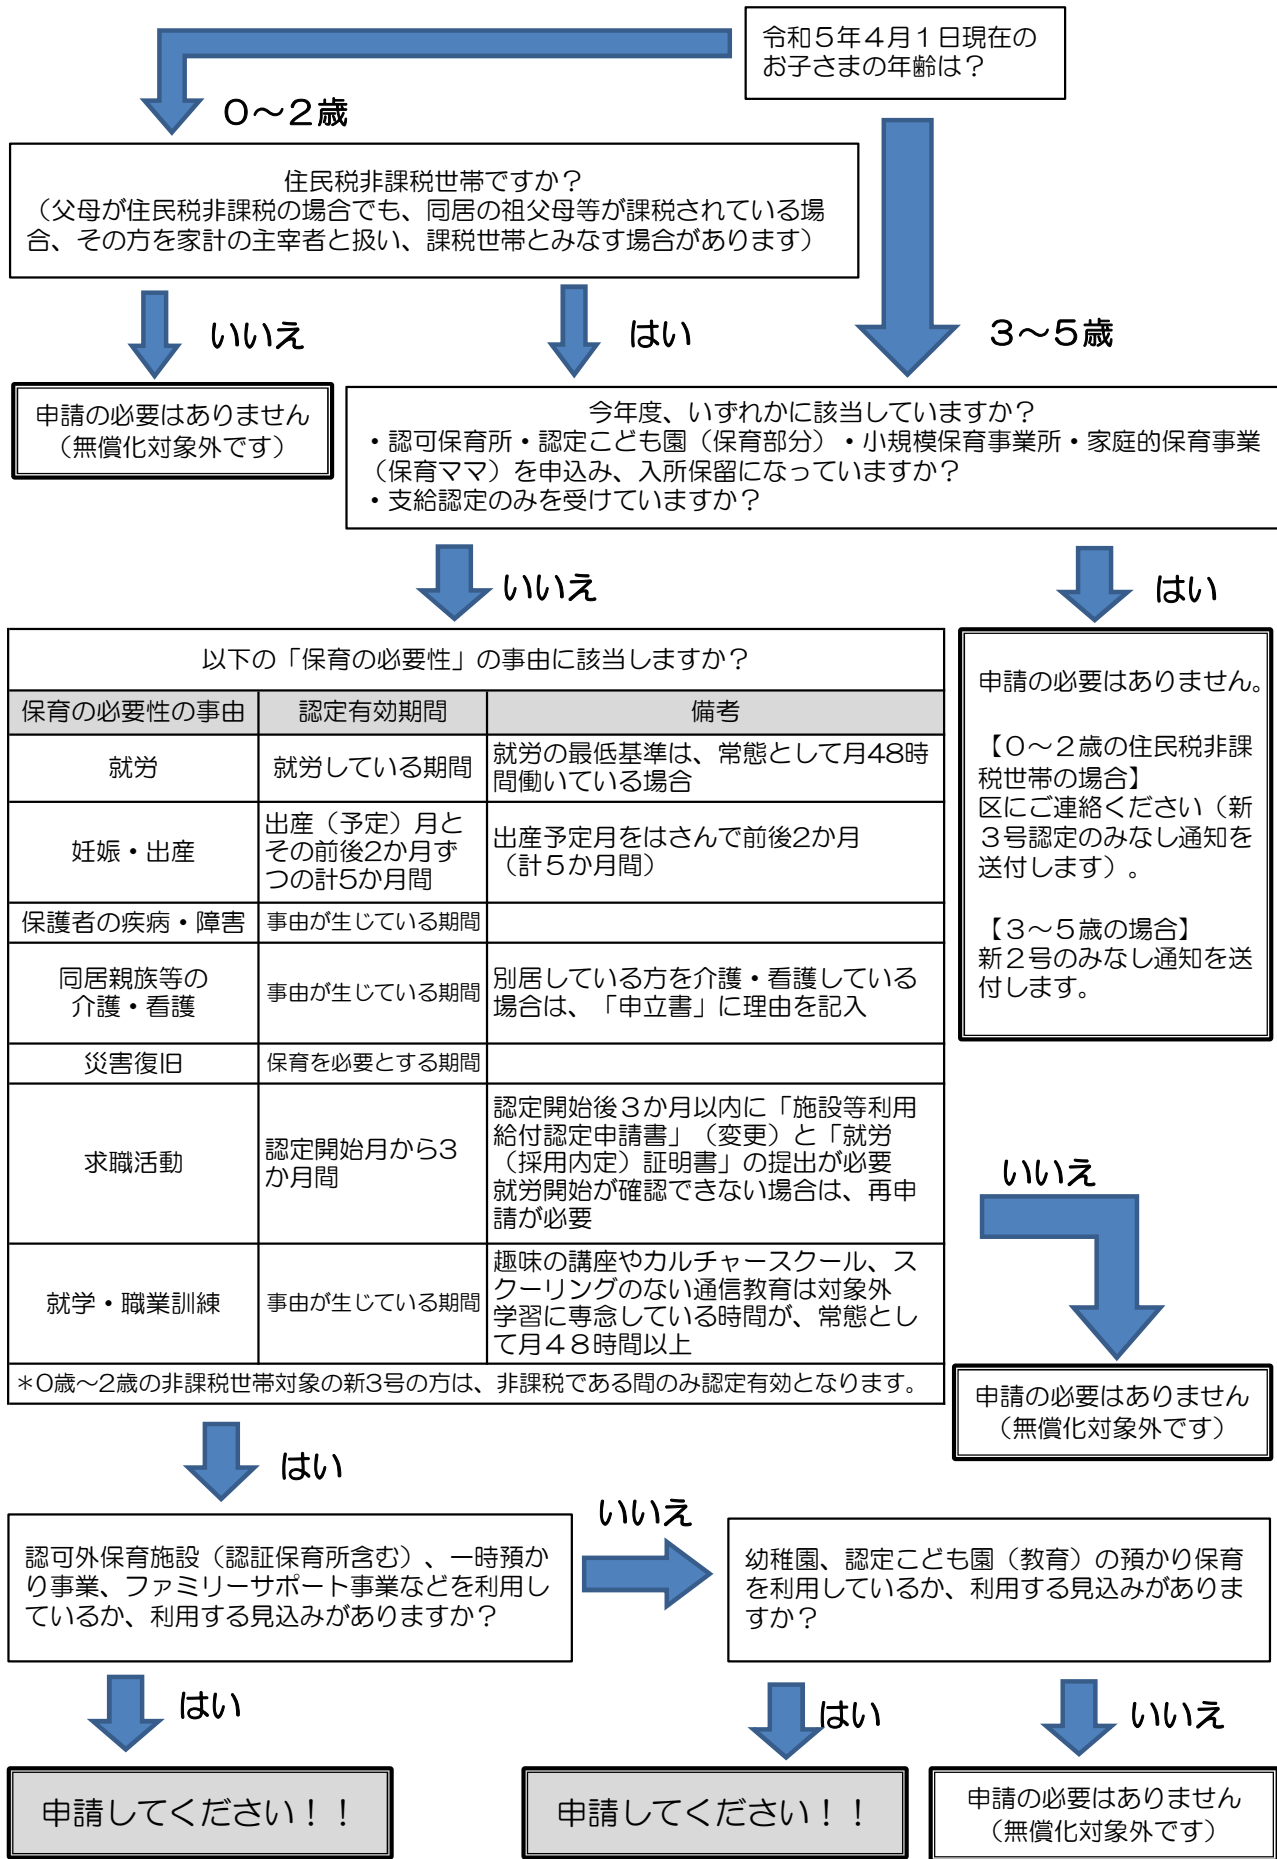 令和５年４月１日現在の
お子さまの年齢は？
０～２歳
住民税非課税世帯ですか？
（父母が住民税非課税の場合でも、同居の祖父母等が課税されている場
合、その方を家計の主宰者と扱い、課税世帯とみなす場合があります）
いいえ
はい
３～５歳
申請の必要はありません
（無償化対象外です）
今年度、いずれかに該当していますか？
・認可保育所・認定こども園（保育部分）・小規模保育事業所・家庭的保育事業
（保育ママ）を申込み、入所保留になっていますか？
・支給認定のみを受けていますか？
いいえ
はい
以下の「保育の必要性」の事由に該当しますか？
保育の必要性の事由
認定有効期間
備考
就労
就労している期間
就労の最低基準は、常態として月48時
間働いている場合
妊娠・出産
出産（予定）月と
その前後2か月ず
つの計5か月間
出産予定月をはさんで前後2か月
（計５か月間）
保護者の疾病・障害
事由が生じている期間
同居親族等の
介護・看護
事由が生じている期間
別居している方を介護・看護している
場合は、「申立書」に理由を記入
災害復旧
保育を必要とする期間
求職活動
認定開始月から3
か月間
認定開始後３か月以内に「施設等利用
給付認定申請書」（変更）と「就労
（採用内定）証明書」の提出が必要
就労開始が確認できない場合は、再申
請が必要
就学・職業訓練
事由が生じている期間
趣味の講座やカルチャースクール、ス
クーリングのない通信教育は対象外
学習に専念している時間が、常態とし
て月４８時間以上
＊0歳～2歳の非課税世帯対象の新3号の方は、非課税である間のみ認定有効となります。
申請の必要はありません。
【０～２歳の住民税非課
税世帯の場合】
区にご連絡ください（新
３号認定のみなし通知を
送付します）。
【３～５歳の場合】
新２号のみなし通知を送
付します。
いいえ
申請の必要はありません
（無償化対象外です）
はい
認可外保育施設（認証保育所含む）、一時預か
り事業、ファミリーサポート事業などを利用し
ているか、利用する見込みがありますか？
いいえ
幼稚園、認定こども園（教育）の預かり保育
を利用しているか、利用する見込みがありま
すか？
はい
はい
いいえ
申請してください！！
申請してください！！
申請の必要はありません
（無償化対象外です）